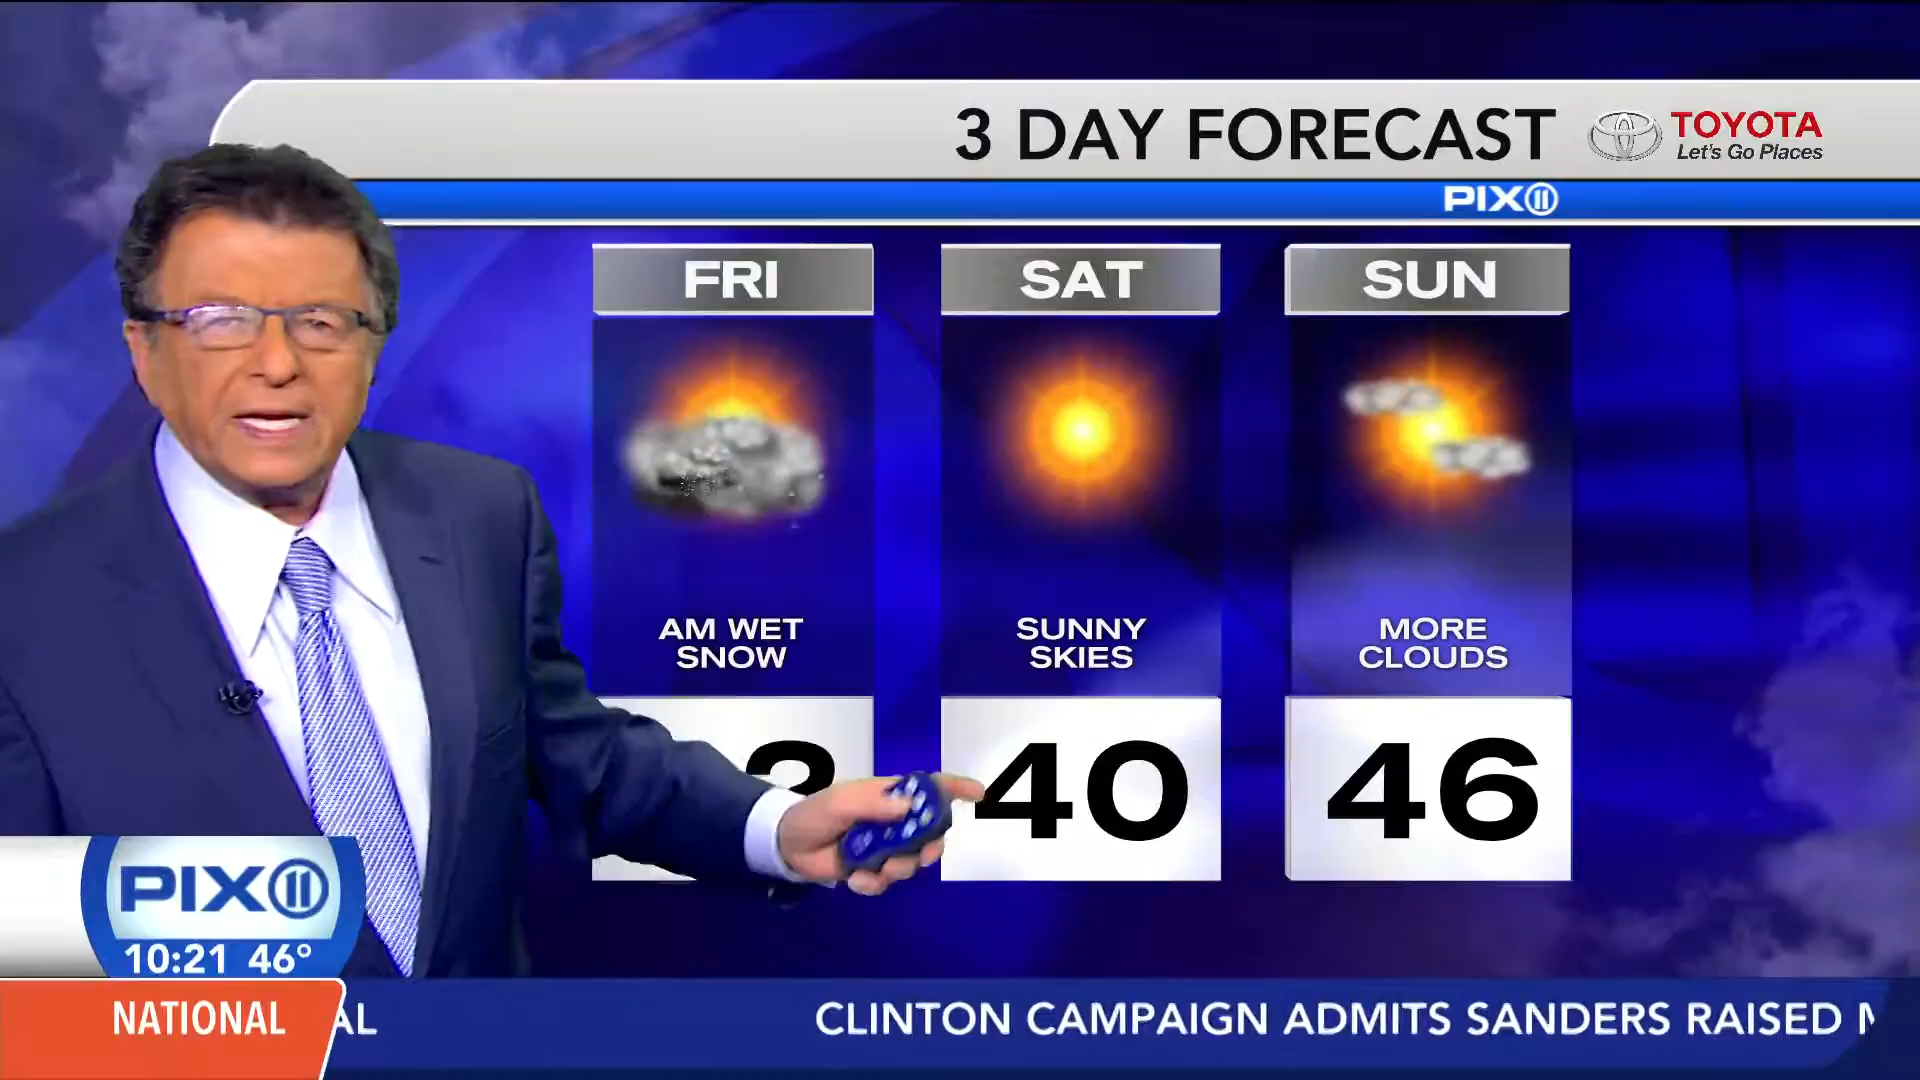 3 DAY FORECAST
TOYOTA
Let's Go Places
PIX11
FRI
SAT
SUN
AM WET
SNOW
SUNNY
SKIES
MORE
CLOUDS
40
46
PIX11
10:21 46°
NATIONAL
CLINTON CAMPAIGN ADMITS SANDERS RAISED